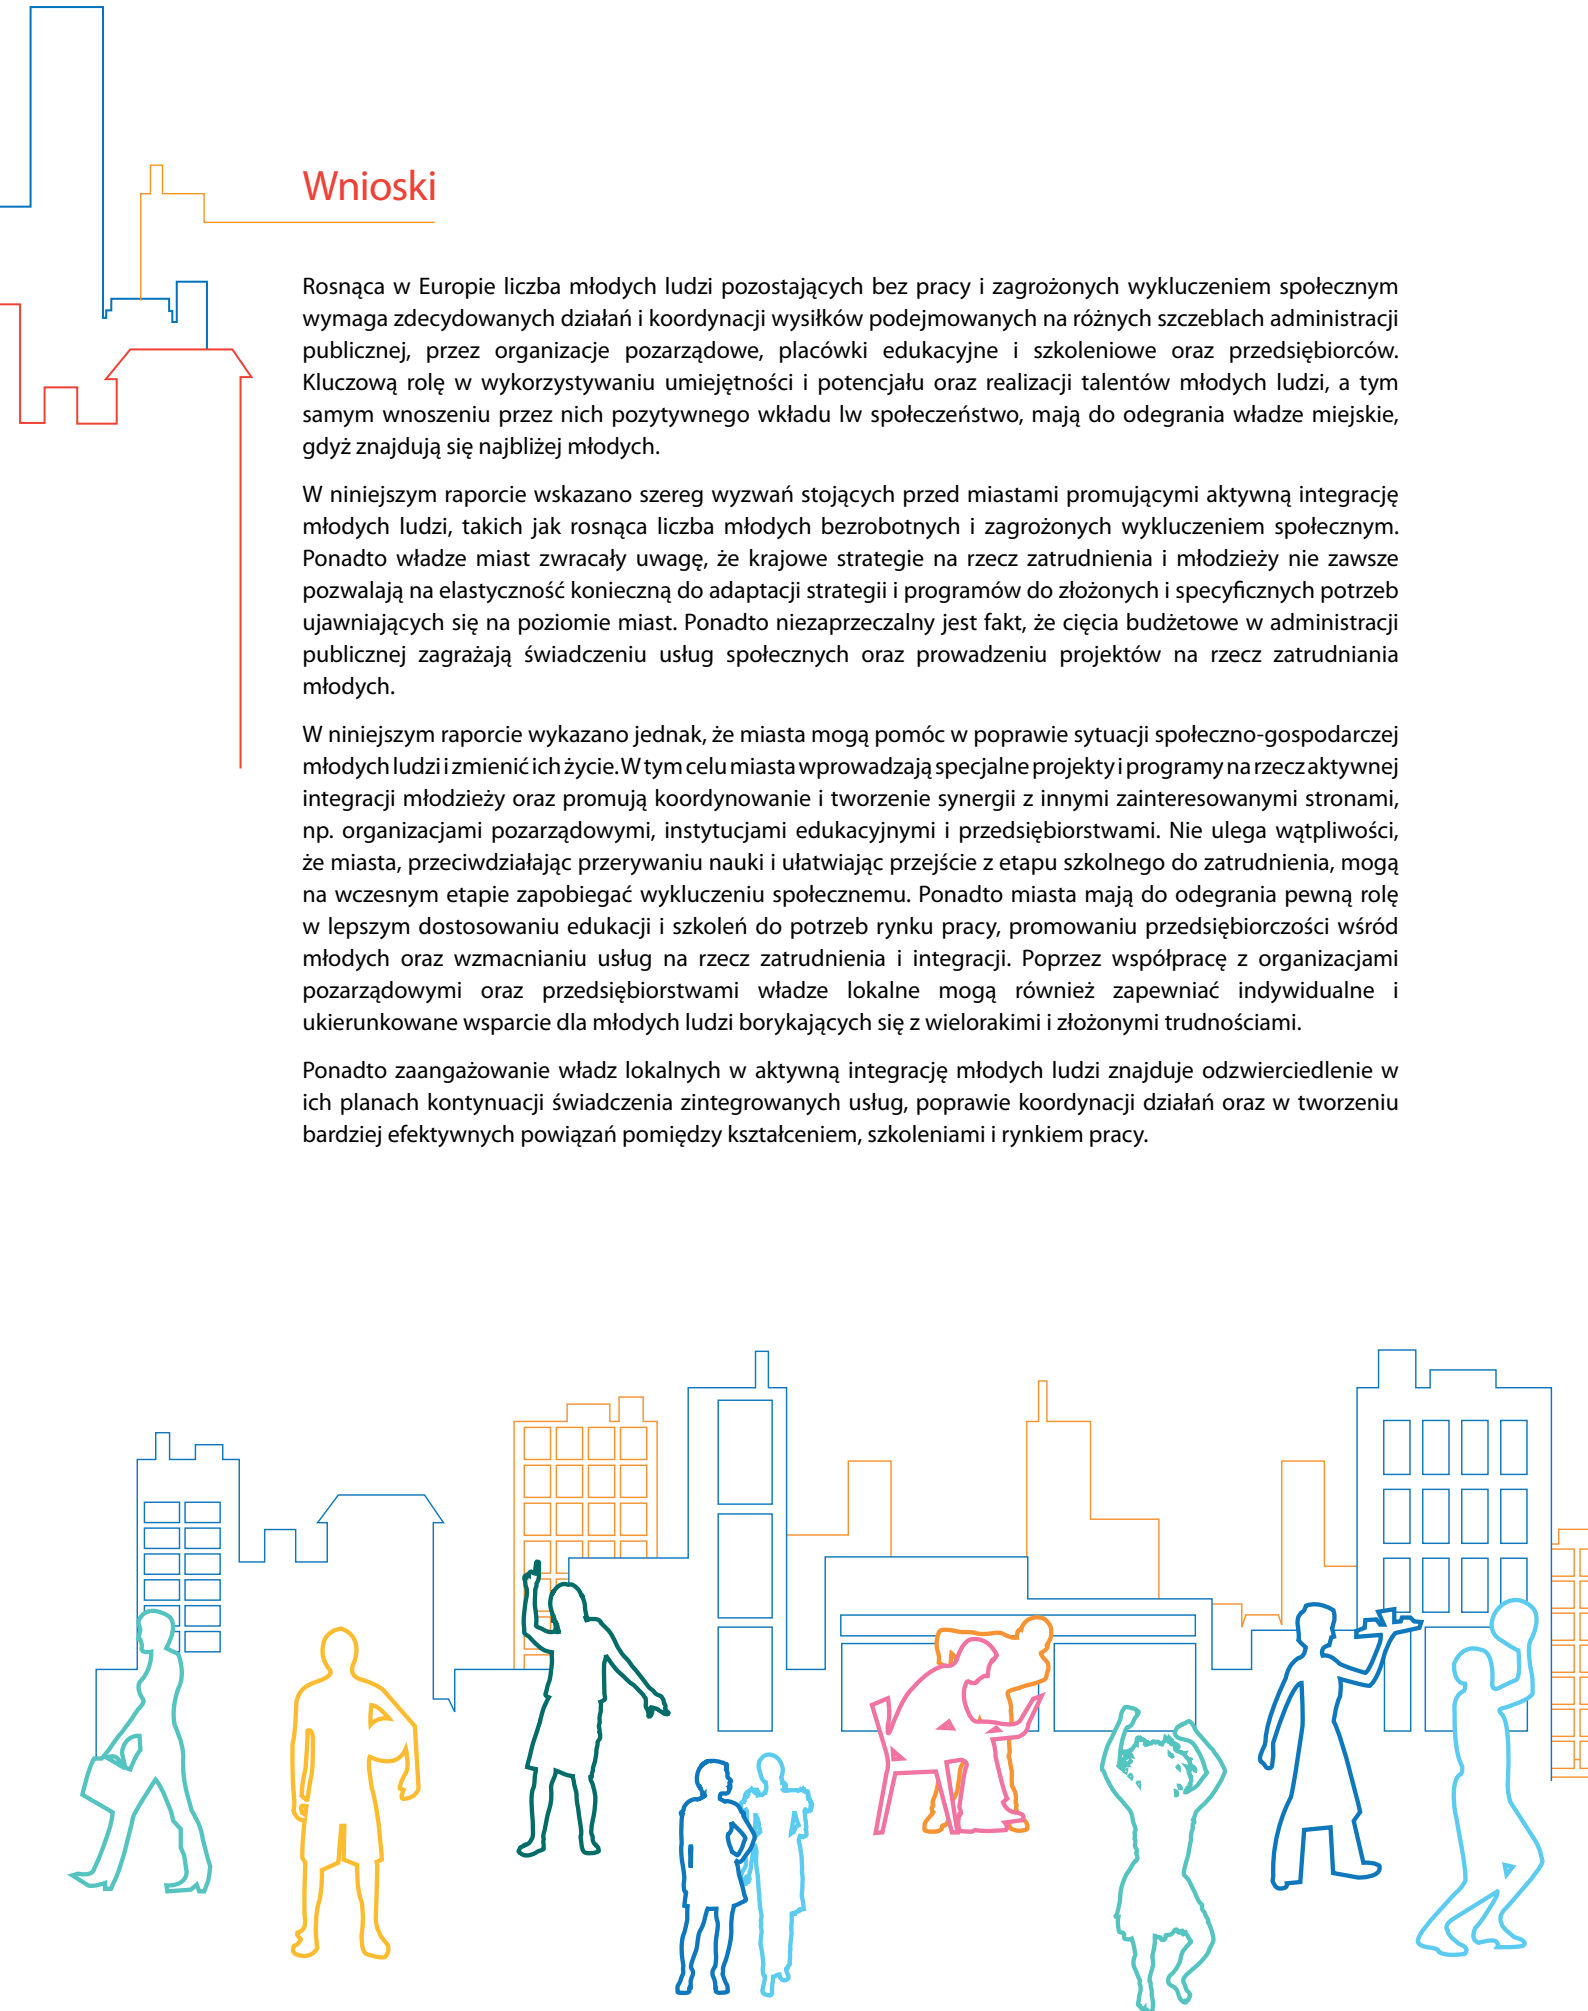 Wnioski
Rosnąca w Europie liczba młodych ludzi pozostających bez pracy i zagrożonych wykluczeniem społecznym
wymaga zdecydowanych działań i koordynacji wysiłków podejmowanych na różnych szczeblach administracji
publicznej, przez organizacje pozarządowe, placówki edukacyjne i szkoleniowe oraz przedsiębiorców.
Kluczową rolę w wykorzystywaniu umiejętności i potencjału oraz realizacji talentów młodych ludzi, a tym
samym wnoszeniu przez nich pozytywnego wkładu lw społeczeństwo, mają do odegrania władze miejskie,
gdyż znajdują się najbliżej młodych.
W niniejszym raporcie wskazano szereg wyzwań stojących przed miastami promującymi aktywną integrację
młodych ludzi, takich jak rosnąca liczba młodych bezrobotnych i zagrożonych wykluczeniem społecznym.
Ponadto władze miast zwracały uwagę, że krajowe strategie na rzecz zatrudnienia i młodzieży nie zawsze
pozwalają na elastyczność konieczną do adaptacji strategii i programów do złożonych i specyficznych potrzeb
ujawniających się na poziomie miast. Ponadto niezaprzeczalny jest fakt, że cięcia budżetowe w administracji
publicznej zagrażają świadczeniu usług społecznych oraz prowadzeniu projektów na rzecz zatrudniania
młodych.
W niniejszym raporcie wykazano jednak, że miasta mogą pomóc w poprawie sytuacji społeczno-gospodarczej
młodych ludzi i zmienić ich życie. W tym celu miasta wprowadzają specjalne projekty i programy na rzecz aktywnej
integracji młodzieży oraz promują koordynowanie i tworzenie synergii z innymi zainteresowanymi stronami,
np. organizacjami pozarządowymi, instytucjami edukacyjnymi i przedsiębiorstwami. Nie ulega wątpliwości,
że miasta, przeciwdziałając przerywaniu nauki i ułatwiając przejście z etapu szkolnego do zatrudnienia, mogą
na wczesnym etapie zapobiegać wykluczeniu społecznemu. Ponadto miasta mają do odegrania pewną rolę
w lepszym dostosowaniu edukacji i szkoleń do potrzeb rynku pracy, promowaniu przedsiębiorczości wśród
młodych oraz wzmacnianiu usług na rzecz zatrudnienia i integracji. Poprzez współpracę z organizacjami
pozarządowymi oraz przedsiębiorstwami władze lokalne mogą również zapewniać indywidualne i
ukierunkowane wsparcie dla młodych ludzi borykających się z wielorakimi i złożonymi trudnościami.
Ponadto zaangażowanie władz lokalnych w aktywną integrację młodych ludzi znajduje odzwierciedlenie w
ich planach kontynuacji świadczenia zintegrowanych usług, poprawie koordynacji działań oraz w tworzeniu
bardziej efektywnych powiązań pomiędzy kształceniem, szkoleniami i rynkiem pracy.